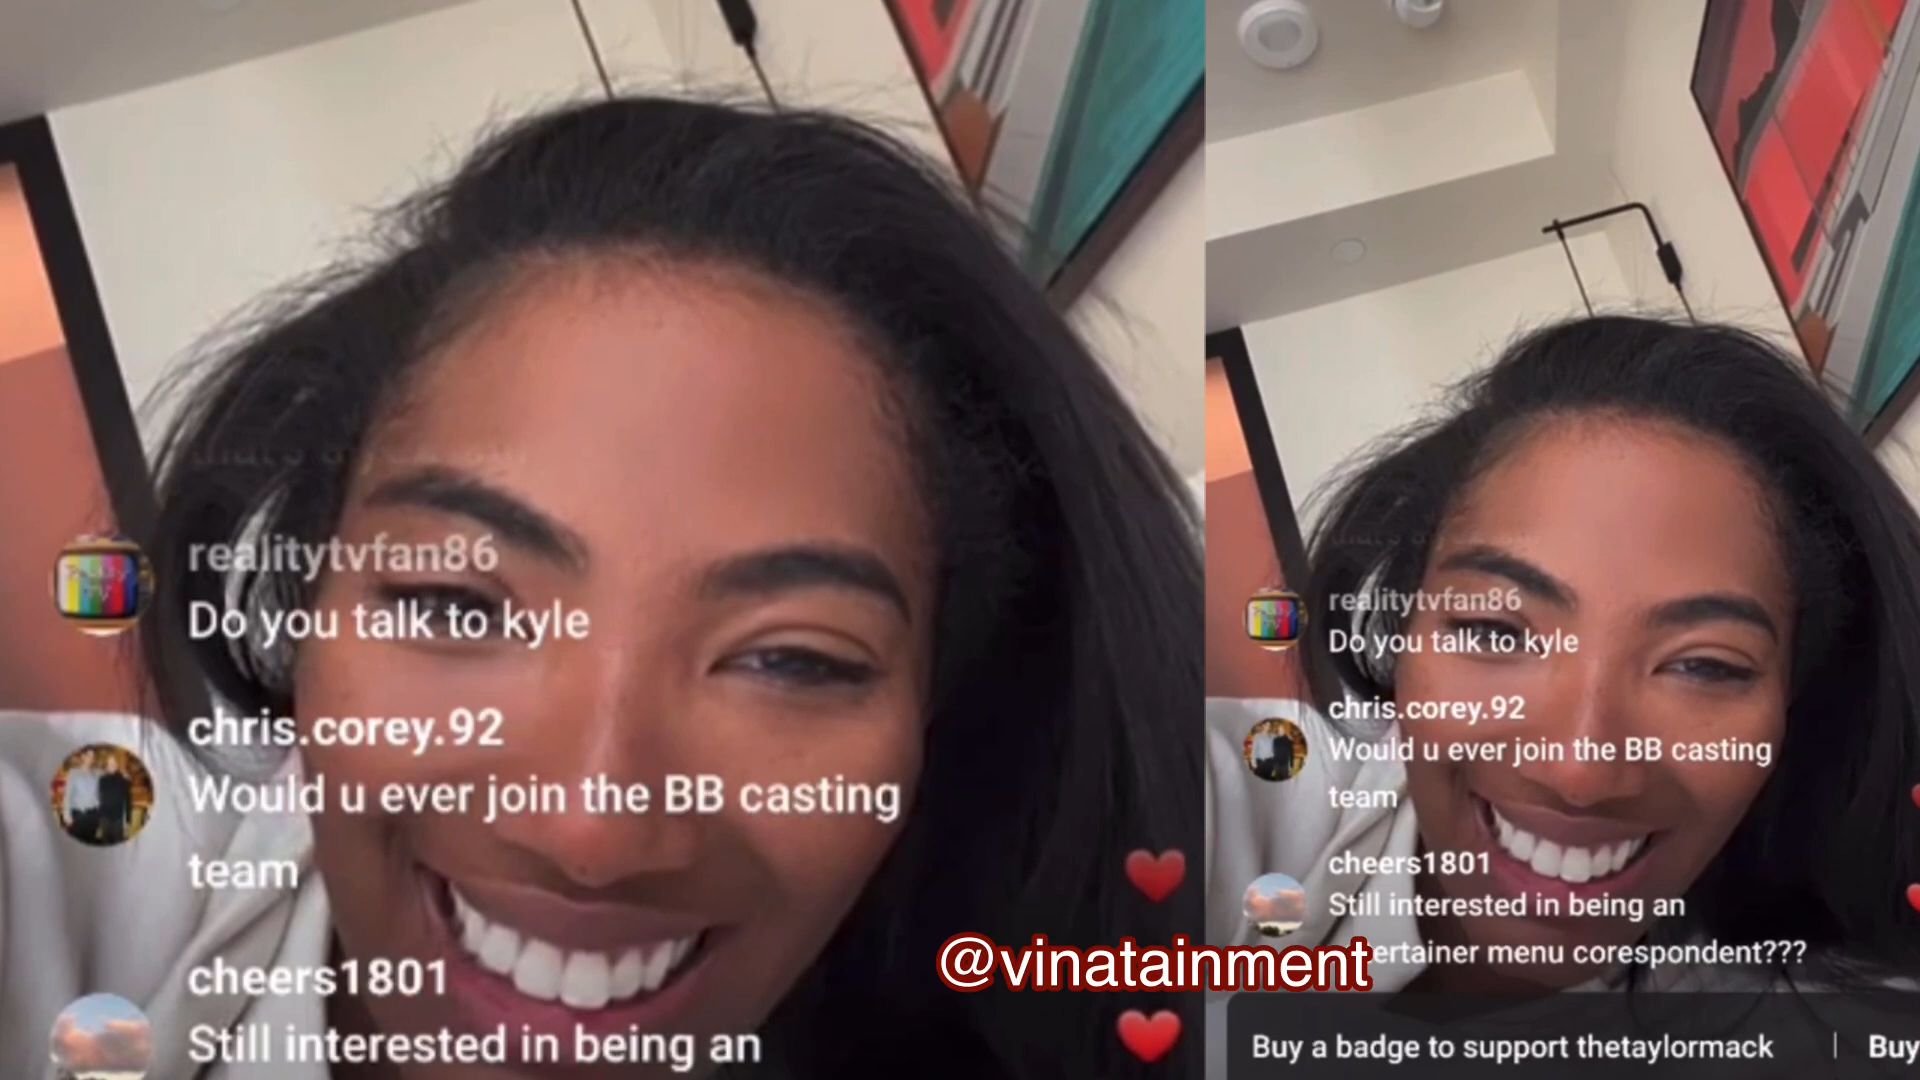 realitytvfan86
Do you talk to kyle
chris.corey.92
Would u ever join the BB casting
team
cheers1801
Still interested in being an
@vinatainment
realitytvfan86
Do you talk to kyle
chris.corey.92
Would u ever join the BB casting
team
cheers1801
Still interested in being an
ertainer menu corespondent???
Buy a badge to support thetaylormack | Buy